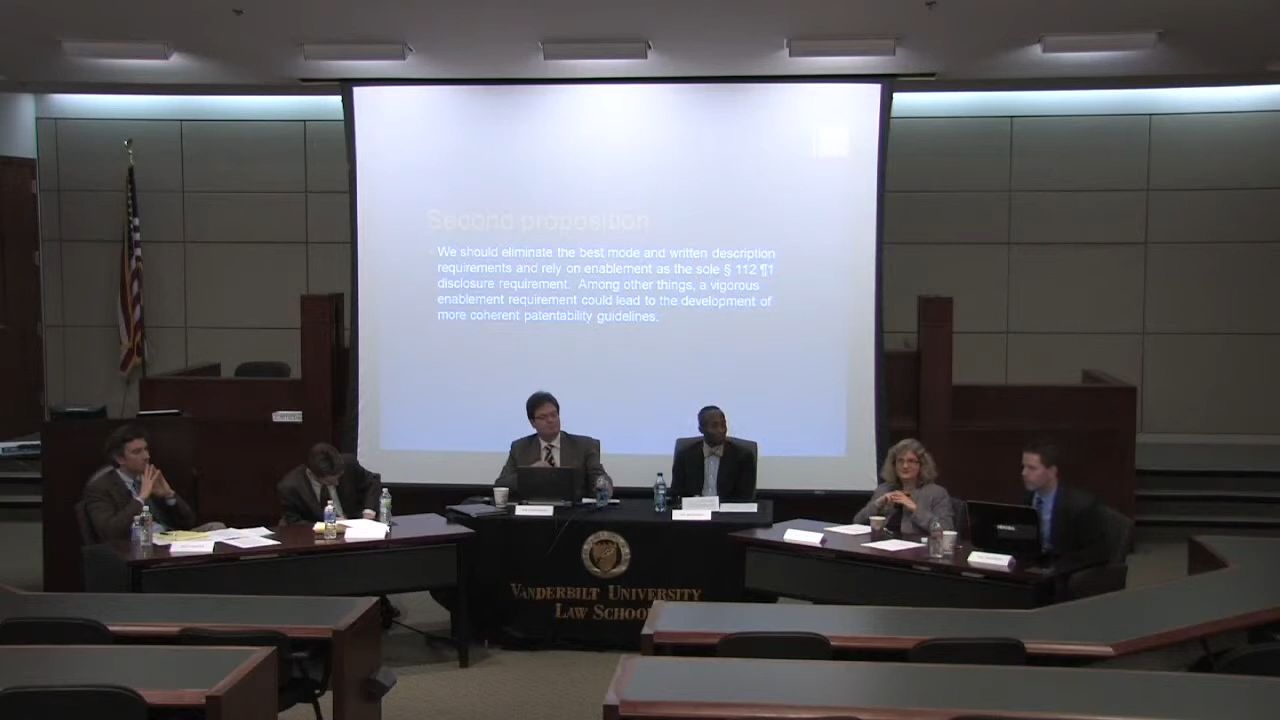 Second proposition
We should eliminate the best mode and written description
requirements and rely on enablement as the sole § 112 ¶1
disclosure requirement. Among other things, a vigorous
enablement requirement could lead to the development of
more coherent patentability guidelines.
VANDERBILT UNIVERSITY
LAW SCHOOL